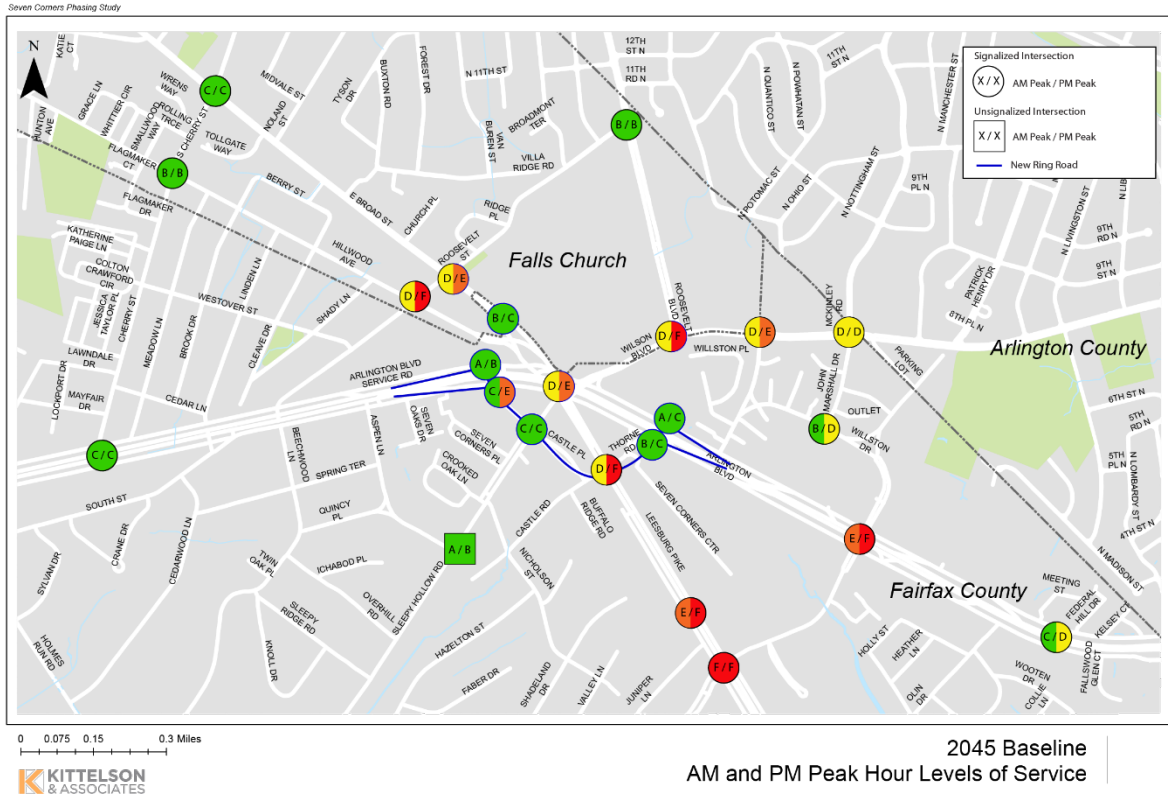 Seven Corners Phasing Study
N
KATIE
CT
HUNTON
AVE
GRACE LN
WHITTIER CIR
WRENS
WAY
ROLLING
TRCE
SMALLWOOD
WAY
S CHERRY ST
C / C
MIDVALE ST
NOLAND
ST
TOLLGATE
WAY
TYSON
DR
BUXTON RD
FOREST DR
N 11TH ST
VAN
BUREN ST
BROADMONT
TER
VILLA
RIDGE RD
12TH
ST N
11TH
RD N
B / B
11TH
ST N
N QUANTICO ST
N POWHATAN ST
N MANCHESTER ST
Signalized Intersection
X / X
AM Peak / PM Peak
Unsignalized Intersection
X / X
AM Peak / PM Peak
New Ring Road
FLAGMAKER
CT
B / B
FLAGMAKER
DR
BERRY ST
E BROAD ST
CHURCH PL
RIDGE
PL
ROOSEVELT
ST
HILLWOOD
AVE
N POTOMAC ST
N OHIO ST
N NOTTINGHAM ST
9TH
PL N
N LIVINGSTON ST
N LIB
9TH
RD N
9TH
ST N
PATRICK
HENRY DR
8TH PL N
KATHERINE
PAIGE LN
COLTON
CRAWFORD
CIR
JESSICA
TAYLOR PL
CHERRY ST
WESTOVER ST
LINDEN LN
SHADY LN
MEADOW LN
BROOK DR
CLEAVE DR
LAWNDALE
DR
LOCKPORT DR
MAYFAIR
DR
CEDAR LN
Falls Church
D / E
D / F
B / C
A / B
C / E
D / E
ARLINGTON BLVD
SERVICE RD
WILSON
BLVD
ROOSEVELT
BLVD
D / F
WILLSTON PL
D / E
MCKINLEY
RD
D / D
PARKING
LOT
Arlington County
6TH ST N
5TH
RD N
JOHN
MARSHALL DR
OUTLET
B / D
WILLSTON
DR
5TH
PL N
N LOMBARDY ST
4TH ST N
C / C
C / C
CASTLE PL
THORNE
RD
A / C
B / C
ARLINGTON
BLVD
D / F
SEVEN
OAKS DR
SEVEN
CORNERS PL
CROOKED
OAK LN
ASPEN LN
BEECHWOOD
LN
SPRING TER
SOUTH ST
QUINCY
PL
CRANE DR
CEDARWOOD LN
SYLVAN DR
TWIN
OAK PL
ICHABOD PL
CASTLE RD
BUFFALO
RIDGE RD
LEESBURG PIKE
SEVEN CORNERS CTR
E / F
A / B
NICHOLSON
ST
SLEEPY HOLLOW RD
OVERHILL
RD
SLEEPY
RIDGE RD
HAZELTON ST
HOLMES
RUN RD
KNOLL DR
FABER DR
SHADELAND
DR
VALLEY LN
JUNIPER
LN
E / F
F / F
Fairfax County
HOLLY ST
HEATHER
LN
OLIN
DR
MEETING
ST
FEDERAL
HILL DR
KELSEY CT
N MADISON ST
C / D
WOOTEN
DR
COLLIE
LN
FALLSWOOD
GLEN CT
0 0.075 0.15 0.3 Miles
KITTELSON
& ASSOCIATES
2045 Baseline
AM and PM Peak Hour Levels of Service